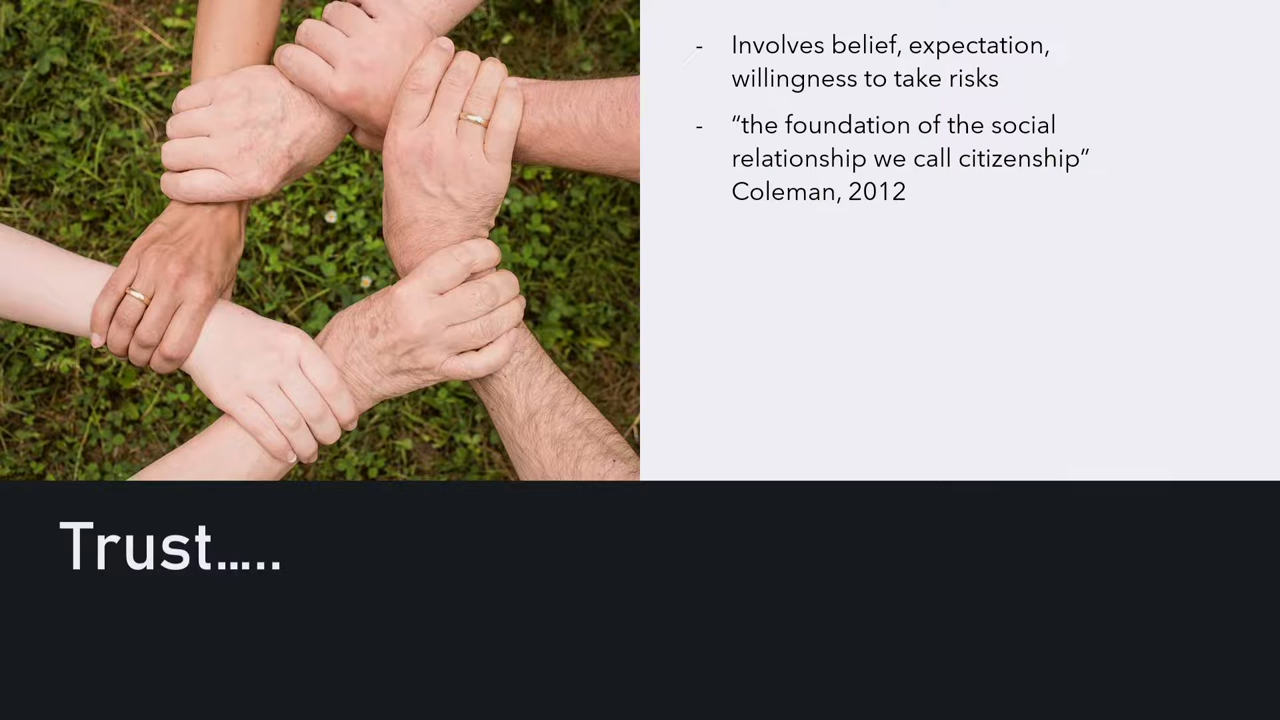 - Involves belief, expectation,
willingness to take risks
- “the foundation of the social
relationship we call citizenship”
Coleman, 2012
Trust.....